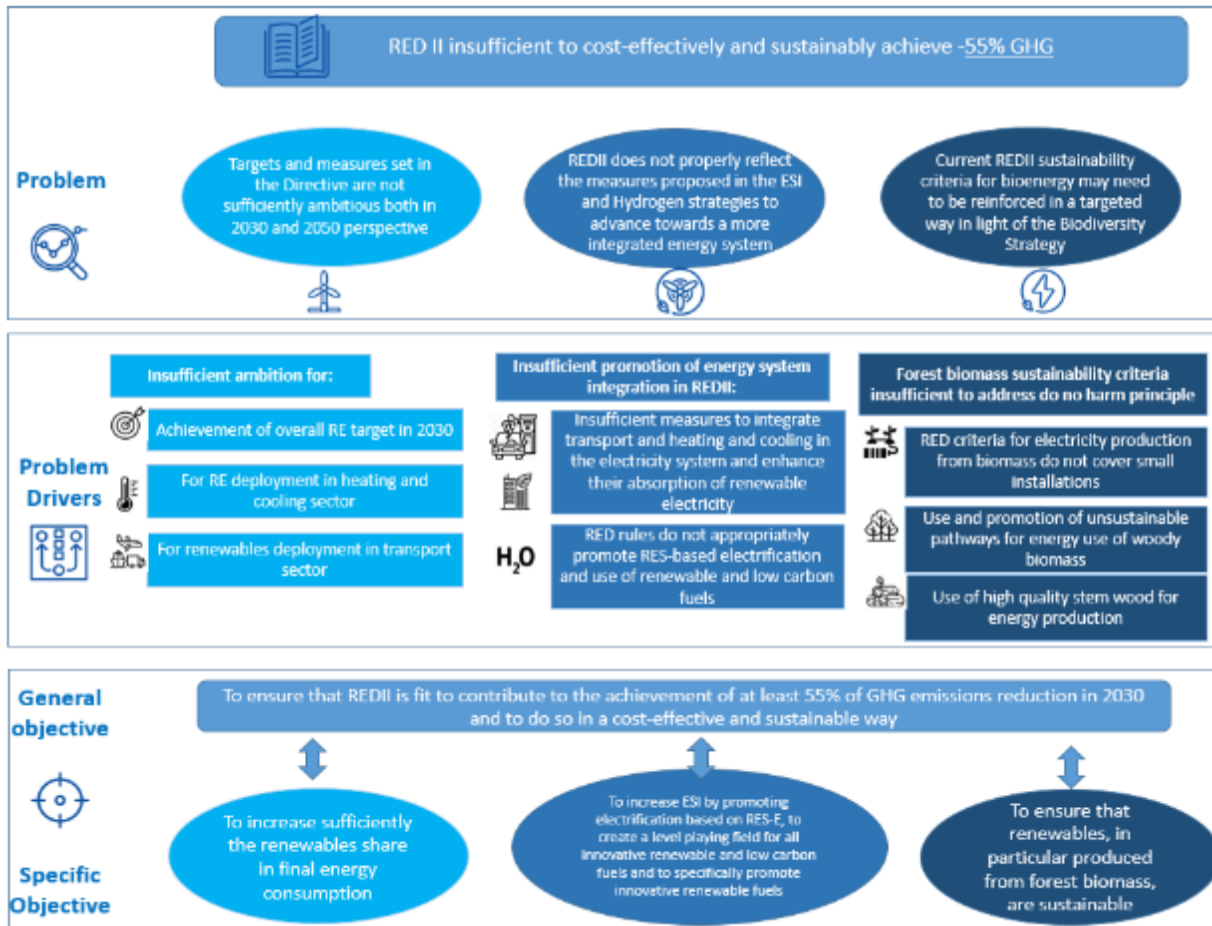 RED II insufficient to cost-effectively and sustainably achieve -55% GHG
Problem
Targets and measures set in
the Directive are not
sufficiently ambitious both in
2030 and 2050 perspective
REDII does not properly reflect
the measures proposed in the ESI
and Hydrogen strategies to
advance towards a more
integrated energy system
Current REDII sustainability
criteria for bioenergy may need
to be reinforced in a targeted
way in light of the Biodiversity
Strategy
Problem
Drivers
Insufficient ambition for:
Achievement of overall RE target in 2030
For RE deployment in heating and
cooling sector
For renewables deployment in transport
sector
Insufficient promotion of energy system
integration in REDII:
Insufficient measures to integrate
transport and heating and cooling in
the electricity system and enhance
their absorption of renewable
electricity
H₂O
RED rules do not appropriately
promote RES-based electrification
and use of renewable and low carbon
fuels
Forest biomass sustainability criteria
insufficient to address do no harm principle
RED criteria for electricity production
from biomass do not cover small
installations
Use and promotion of unsustainable
pathways for energy use of woody
biomass
Use of high quality stem wood for
energy production
General
objective
To ensure that REDII is fit to contribute to the achievement of at least 55% of GHG emissions reduction in 2030
and to do so in a cost-effective and sustainable way
Specific
Objective
To increase sufficiently
the renewables share
in final energy
consumption
To increase ESI by promoting
electrification based on RES-E, to
create a level playing field for all
innovative renewable and low carbon
fuels and to specifically promote
innovative renewable fuels
To ensure that
renewables, in
particular produced
from forest biomass,
are sustainable